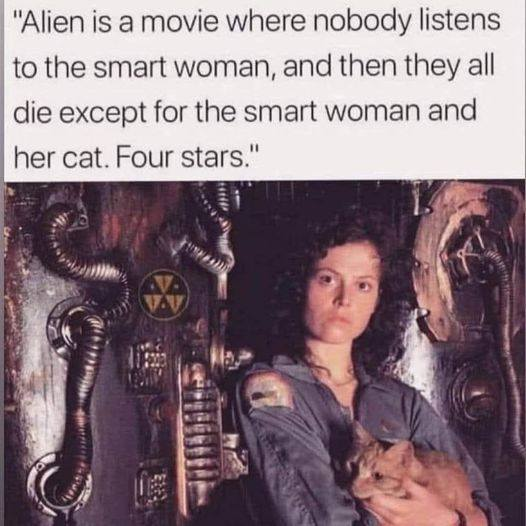 "Alien is a movie where nobody listens
to the smart woman, and then they all
die except for the smart woman and
her cat. Four stars."